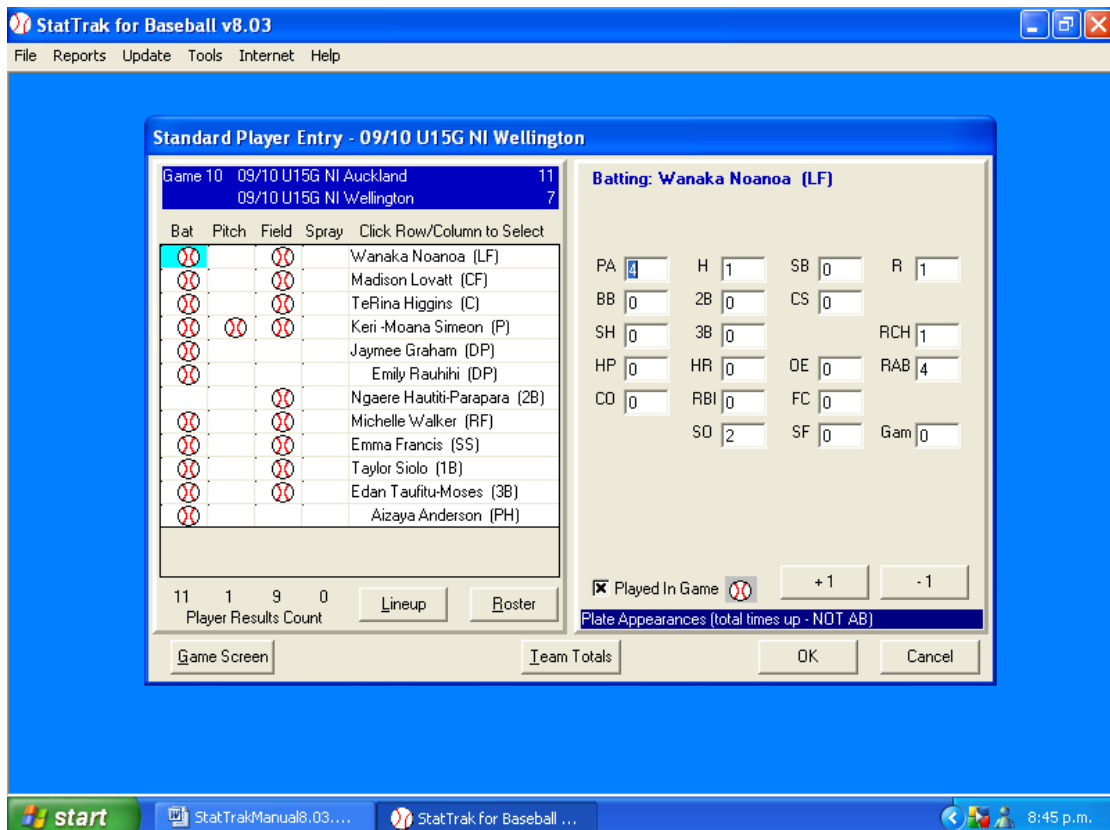 StatTrak for Baseball v8.03
File Reports Update Tools Internet Help
Standard Player Entry - 09/10 U15G NI Wellington
Game 10 09/10 U15G NI Auckland 11
09/10 U15G NI Wellington 7
Bat Pitch Field Spray Click Row/Column to Select
Wanaka Noanoa (LF)
Madison Lovatt (CF)
TeRina Higgins (C)
Keri -Moana Simeon (P)
Jaymee Graham (DP)
Emily Rauhihi (DP)
Ngaere Hautiti-Parapara (2B)
Michelle Walker (RF)
Emma Francis (SS)
Taylor Siolo (1B)
Edan Taufitu-Moses (3B)
Aizaya Anderson (PH)
11 1 9 0
Player Results Count
Lineup
Roster
Batting: Wanaka Noanoa (LF)
PA 4 H 1 SB 0 R 1
BB 0 2B 0 CS 0
SH 0 3B 0 RCH 1
HP 0 HR 0 OE 0 RAB 4
CO 0 RBI 0 FC 0
SO 2 SF 0 Gam 0
Played In Game
+ 1
- 1
Plate Appearances (total times up - NOT AB)
Game Screen
Team Totals
OK
Cancel
start
StatTrakManual8.03....
StatTrak for Baseball ...
8:45 p.m.